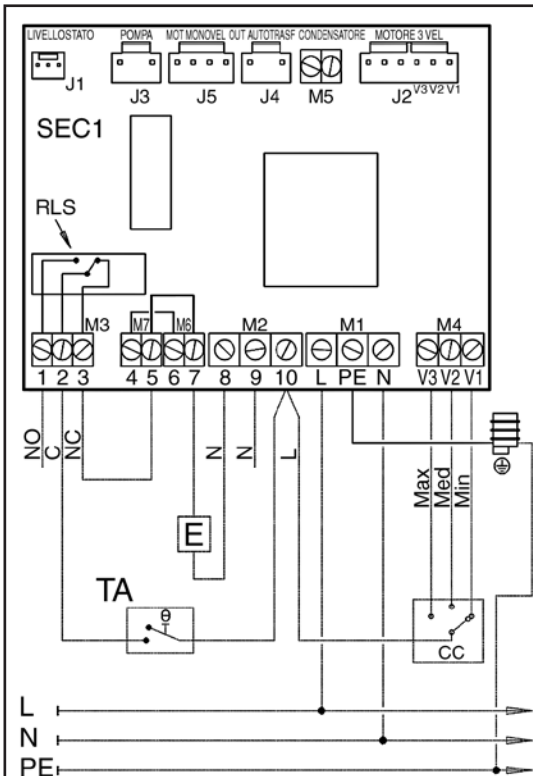 LIVELLOSTATO POMPA MOT MONOVEL OUT AUTOTRASF CONDENSATORE MOTORE 3 VEL
J1 J3 J5 J4 M5 J2 V3 V2 V1
SEC1
RLS
M3 M7 M6 M2 M1 M4
1 2 3 4 5 6 7 8 9 10 L PE N V3 V2 V1
NO C NC N N L Max Med Min
E
TA
θ
CC
L
N
PE